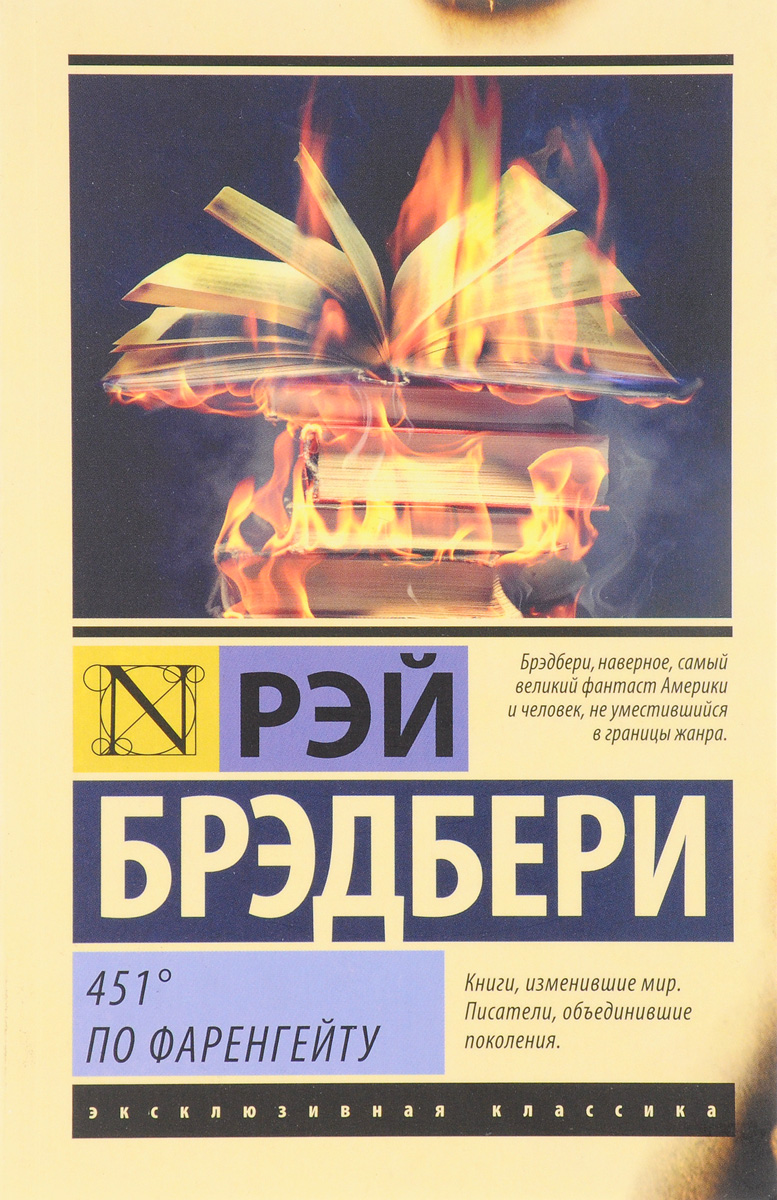 N
РЭЙ
Брэдбери, наверное, самый
великий фантаст Америки
и человек, не уместившийся
в границы жанра.
БРЭДБЕРИ
451°
ПО ФАРЕНГЕЙТУ
Книги, изменившие мир.
Писатели, объединившие
поколения.
эксклюзивная классика